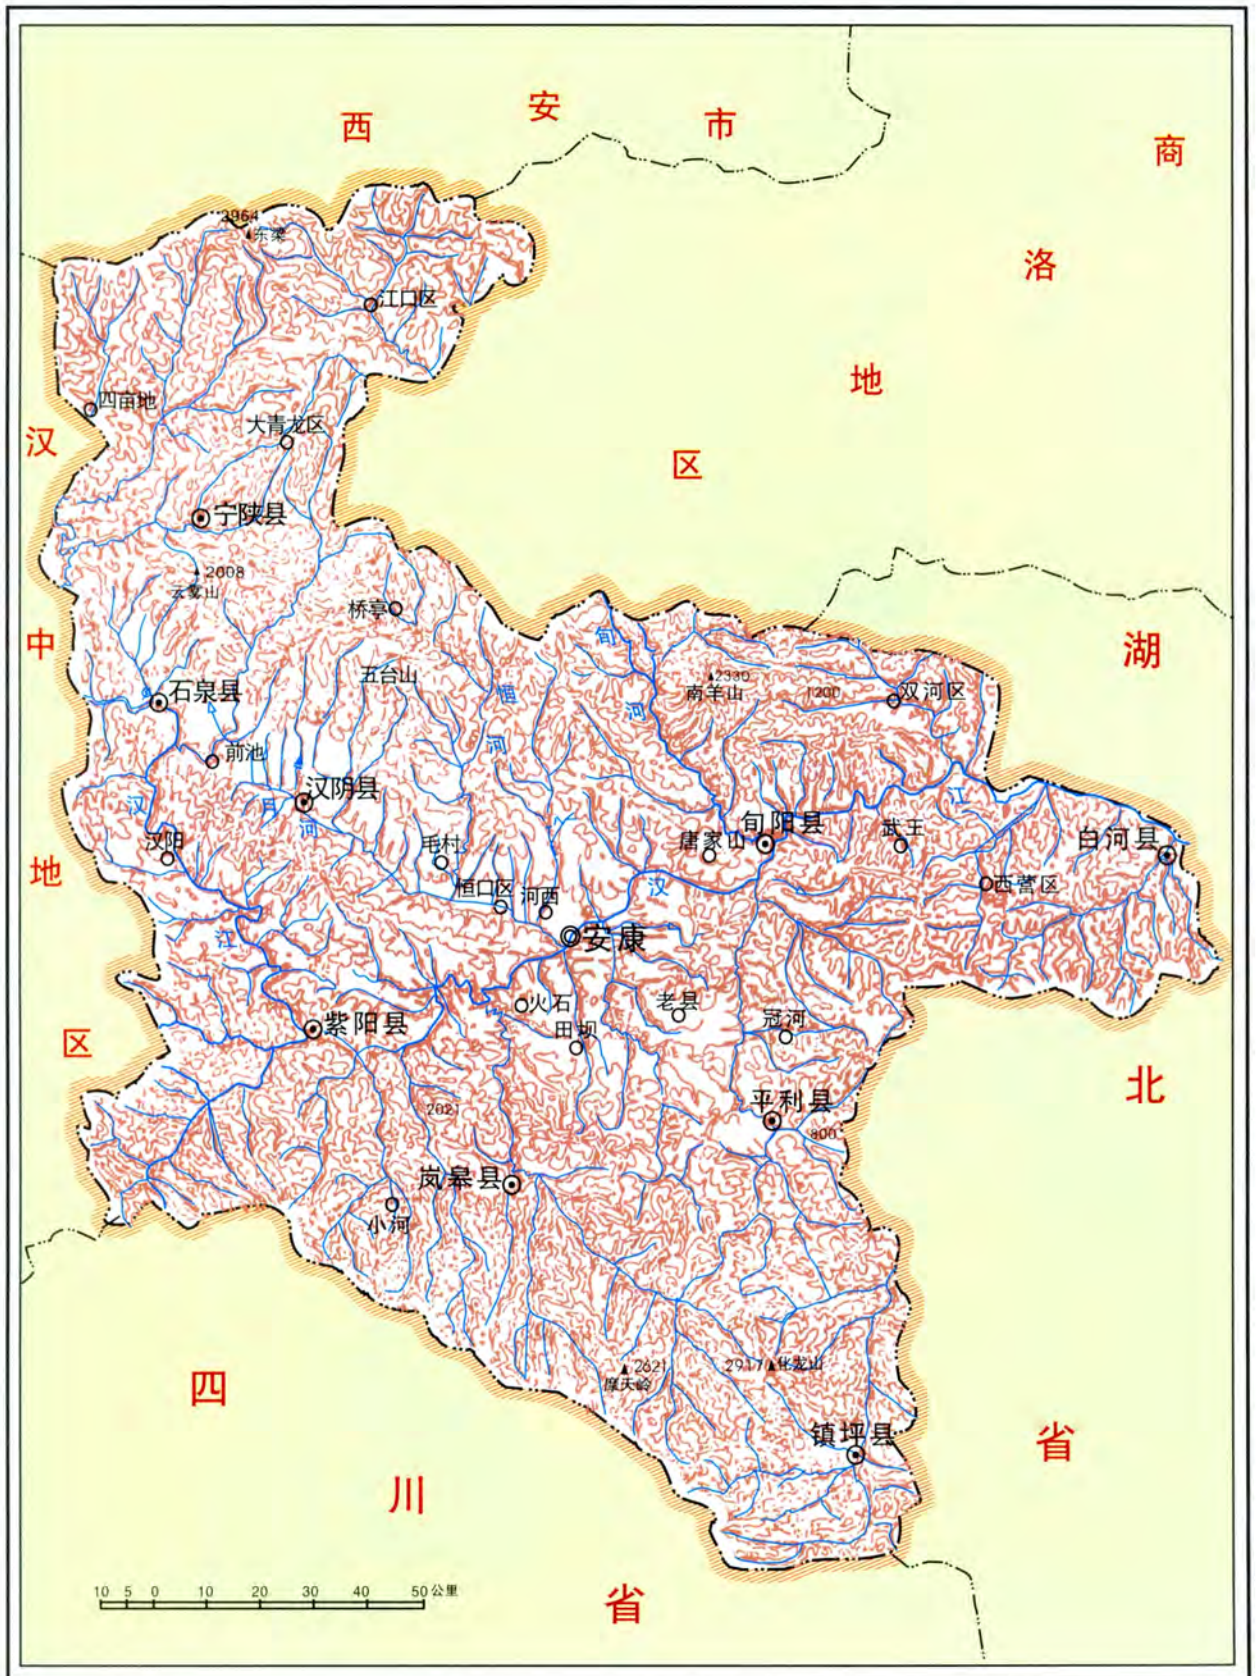 西 安 市
商
洛
地
区
2964
东梁
江口区
四亩地
大青龙区
汉
中
地
区
宁陕县
2008
云雾山
桥亭
旬
河
湖
北
省
石泉县
五台山
恒
河
2330
南羊山
1200
双河区
前池
汉阴县
月
河
汉
江
汉阳
毛村
唐家山
旬阳县
武王
江
白河县
恒口区
河西
汉
西营区
安康
紫阳县
火石
田坝
老县
冠河
2021
平利县
800
岚皋县
小河
四
川
省
2621
摩天岭
2917
化龙山
镇坪县
10 5 0 10 20 30 40 50公里